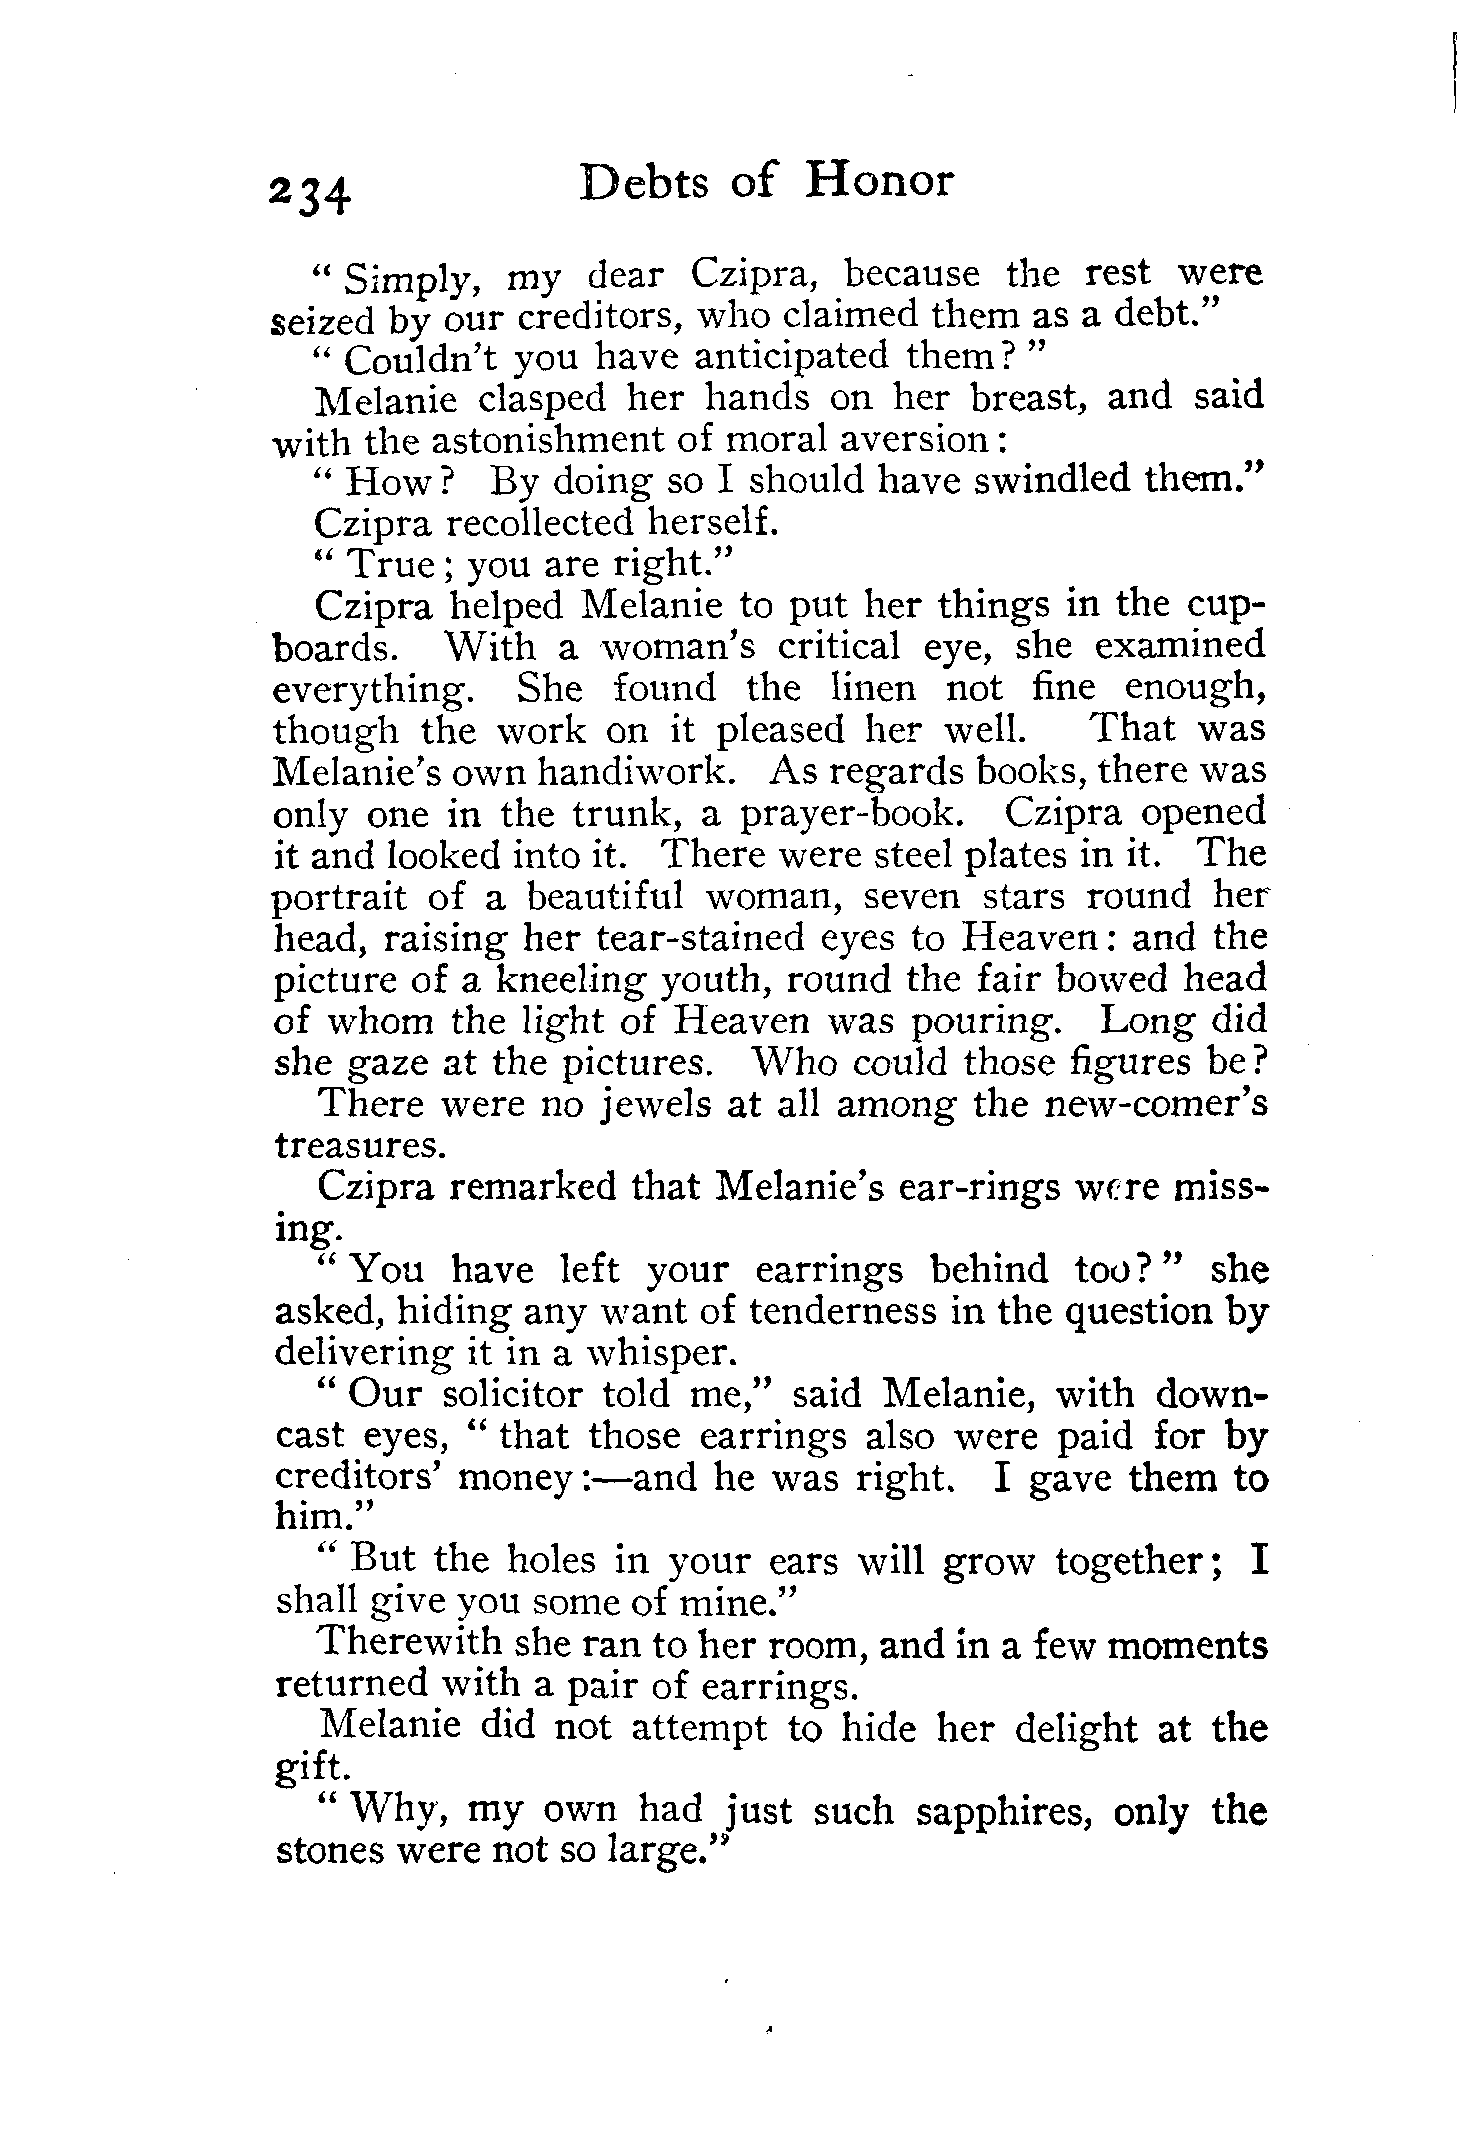 234 Debts of Honor
“ Simply, my dear Czipra, because the rest were
seized by our creditors, who claimed them as a debt.”
“ Couldn’t you have anticipated them? ”
Melanie clasped her hands on her breast, and said
with the astonishment of moral aversion :
“ How ? By doing so I should have swindled them.”
Czipra recollected herself.
“ True ; you are right.”
Czipra helped Melanie to put her things in the cup-
boards. With a woman’s critical eye, she examined
everything. She found the linen not fine enough,
though the work on it pleased her well. That was
Melanie’s own handiwork. As regards books, there was
only one in the trunk, a prayer-book. Czipra opened
it and looked into it. There were steel plates in it. The
portrait of a beautiful woman, seven stars round her
head, raising her tear-stained eyes to Heaven : and the
picture of a kneeling youth, round the fair bowed head
of whom the light of Heaven was pouring. Long did
she gaze at the pictures. Who could those figures be ?
There were no jewels at all among the new-comer’s
treasures.
Czipra remarked that Melanie’s ear-rings were miss-
ing.
“ You have left your earrings behind too? ” she
asked, hiding any want of tenderness in the question by
delivering it in a whisper.
“ Our solicitor told me,” said Melanie, with down-
cast eyes, “ that those earrings also were paid for by
creditors’ money :—and he was right. I gave them to
him.”
“ But the holes in your ears will grow together ; I
shall give you some of mine.”
Therewith she ran to her room, and in a few moments
returned with a pair of earrings.
Melanie did not attempt to hide her delight at the
gift.
“ Why, my own had just such sapphires, only the
stones were not so large.”